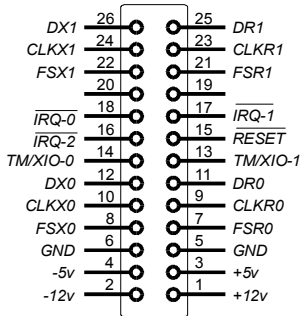 DX1 26 25 DR1
CLKX1 24 23 CLKR1
FSX1 22 21 FSR1
20 19
IRQ-0 18 17 IRQ-1
IRQ-2 16 15 RESET
TM/XIO-0 14 13 TM/XIO-1
DX0 12 11 DR0
CLKX0 10 9 CLKR0
FSX0 8 7 FSR0
GND 6 5 GND
-5v 4 3 +5v
-12v 2 1 +12v